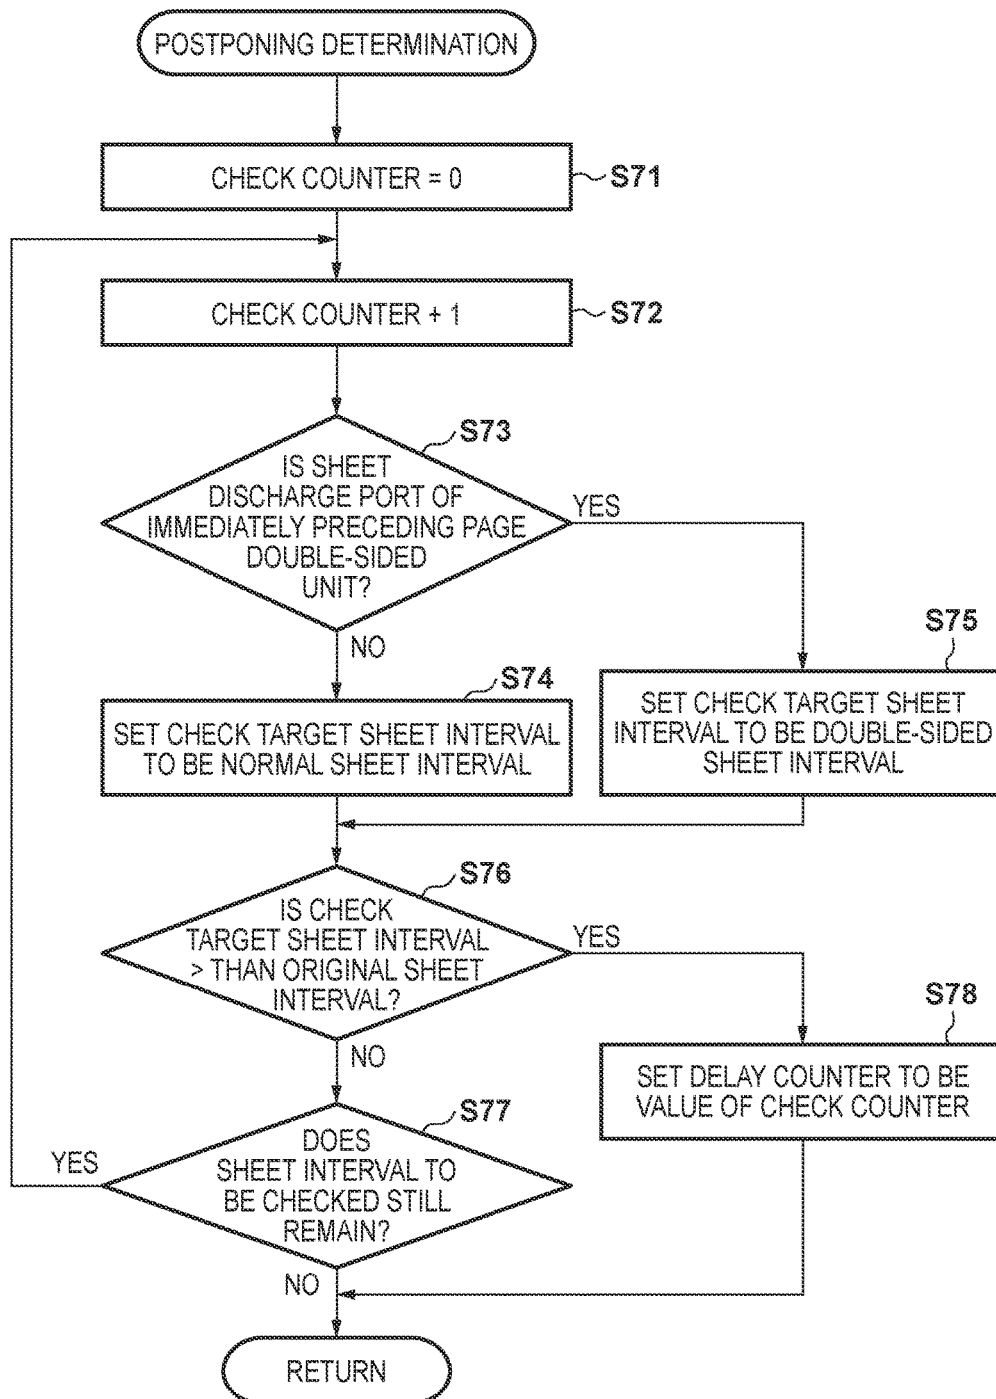 POSTPONING DETERMINATION
CHECK COUNTER = 0
S71
CHECK COUNTER + 1
S72
S73
IS SHEET
DISCHARGE PORT OF
IMMEDIATELY PRECEDING PAGE
DOUBLE-SIDED
UNIT?
YES
NO
S74
SET CHECK TARGET SHEET INTERVAL
TO BE NORMAL SHEET INTERVAL
S75
SET CHECK TARGET SHEET
INTERVAL TO BE DOUBLE-SIDED
SHEET INTERVAL
S76
IS CHECK
TARGET SHEET INTERVAL
> THAN ORIGINAL SHEET
INTERVAL?
YES
NO
S78
SET DELAY COUNTER TO BE
VALUE OF CHECK COUNTER
S77
DOES
SHEET INTERVAL TO
BE CHECKED STILL
REMAIN?
YES
NO
RETURN